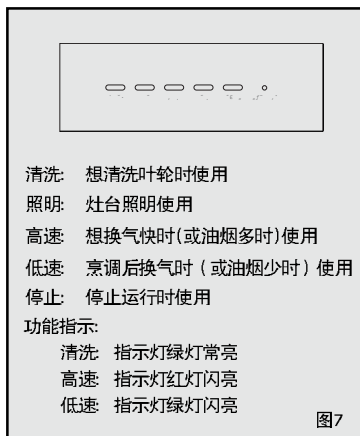 清洗: 想清洗叶轮时使用
照明: 灶台照明使用
高速: 想换气快时(或油烟多时)使用
低速: 烹调后换气时（或油烟少时）使用
停止: 停止运行时使用
功能指示:
清洗: 指示灯绿灯常亮
高速: 指示灯红灯闪亮
低速: 指示灯绿灯闪亮
图7